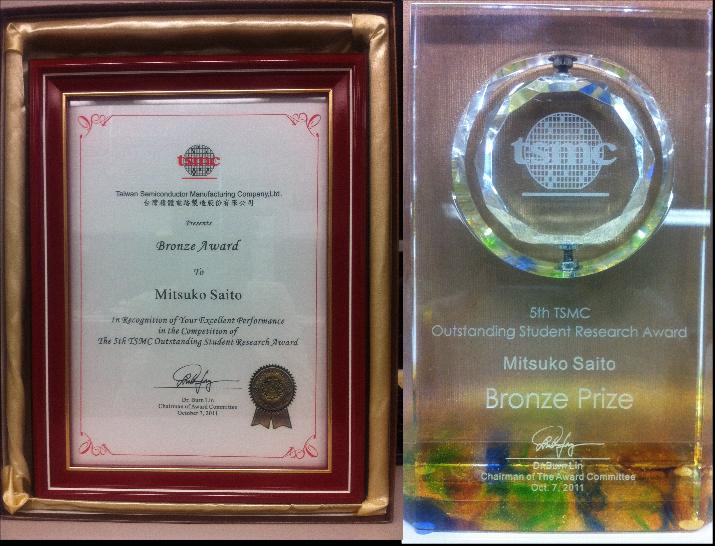 tsmc
Taiwan Semiconductor Manufacturing Company,Ltd.
台灣積體電路製造股份有限公司
Presents
Bronze Award
To
Mitsuko Saito
In Recognition of Your Excellent Performance
in the Competition of
The 5th TSMC Outstanding Student Research Award
Dr. Burn Lin
Chairman of Award Committee
October 7, 2011
tsmc
5th TSMC
Outstanding Student Research Award
Mitsuko Saito
Bronze Prize
Dr.Burn Lin
Chairman of The Award Committee
Oct. 7, 2011